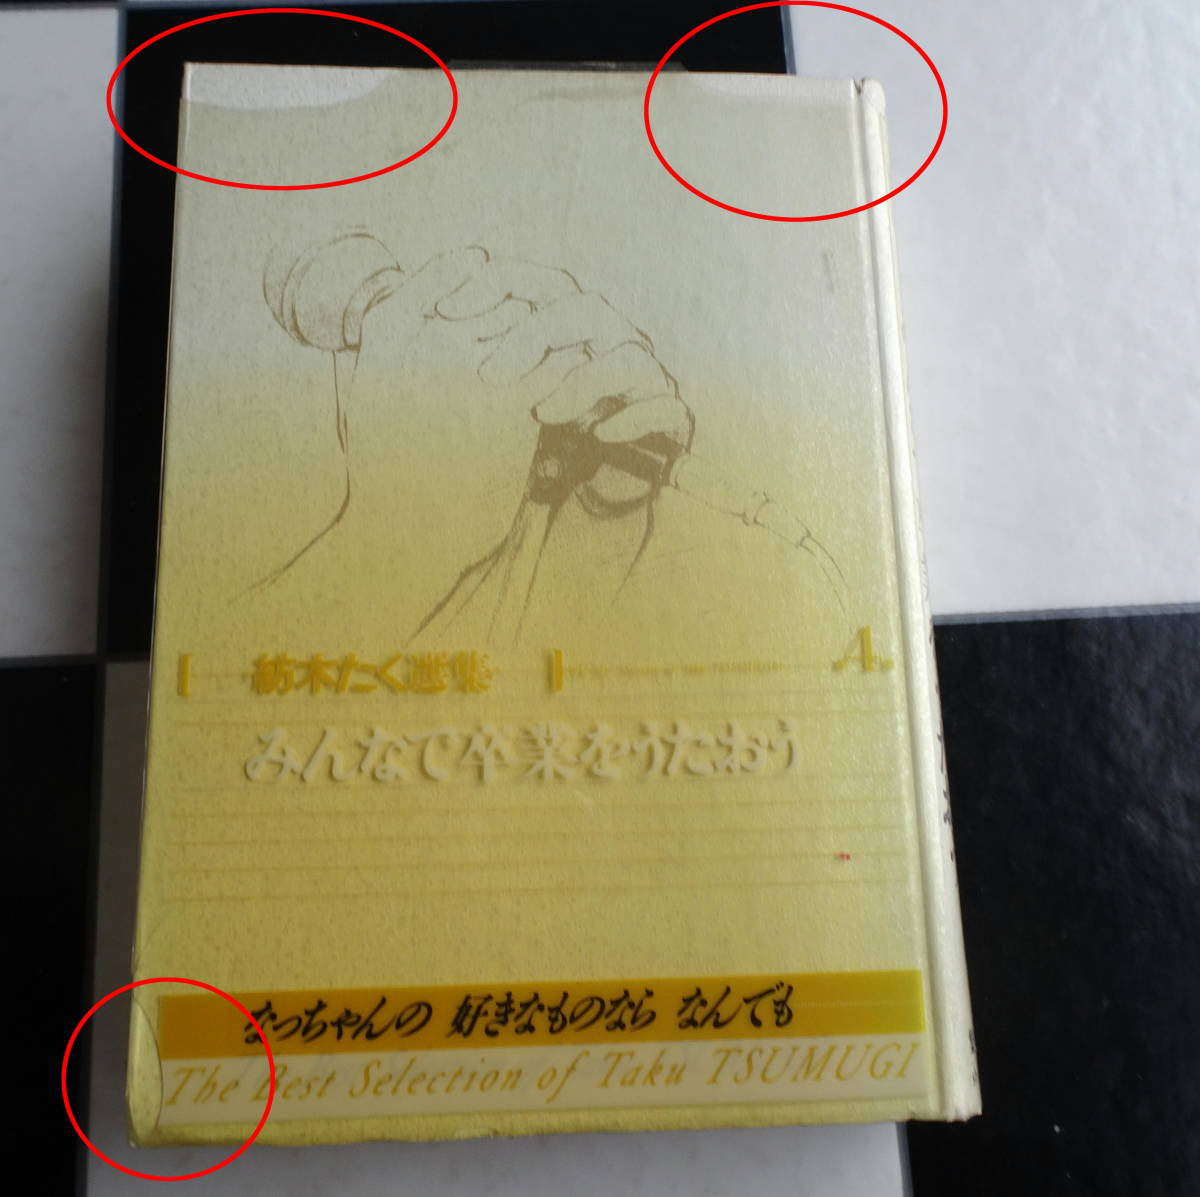 [ 紡木たく選集 ]
A.
みんなで卒業をうたおう
なっちゃんの 好きなものなら なんでも
The Best Selection of Taku TSUMUGI